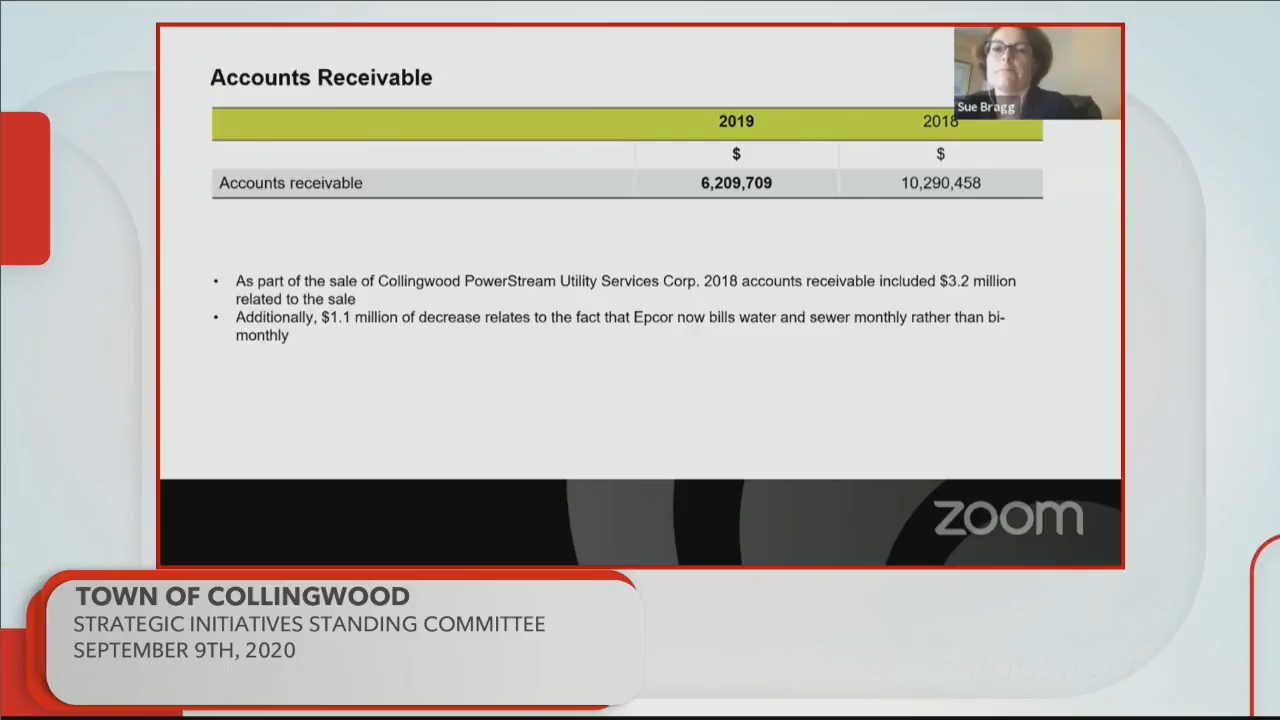 Accounts Receivable
Sue Bragg
2019 2018
$ $
Accounts receivable 6,209,709 10,290,458
• As part of the sale of Collingwood PowerStream Utility Services Corp. 2018 accounts receivable included $3.2 million
related to the sale
• Additionally, $1.1 million of decrease relates to the fact that Epcor now bills water and sewer monthly rather than bi-
monthly
zoom
TOWN OF COLLINGWOOD
STRATEGIC INITIATIVES STANDING COMMITTEE
SEPTEMBER 9TH, 2020